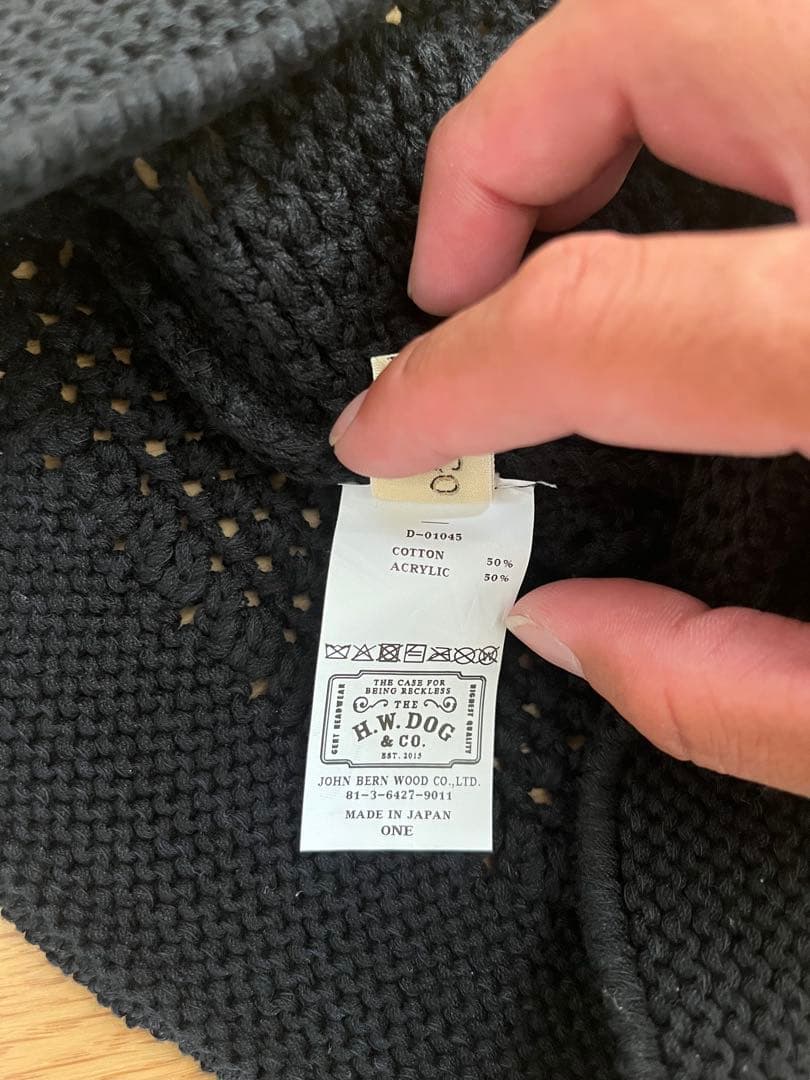 D-01045
COTTON 50%
ACRYLIC 50%
THE CASE FOR
BEING RECKLESS
GENT HEADWEAR
THE
H.W.DOG
& CO.
EST. 2015
HIGHEST QUALITY
JOHN BERN WOOD CO.,LTD.
81-3-6427-9011
MADE IN JAPAN
ONE